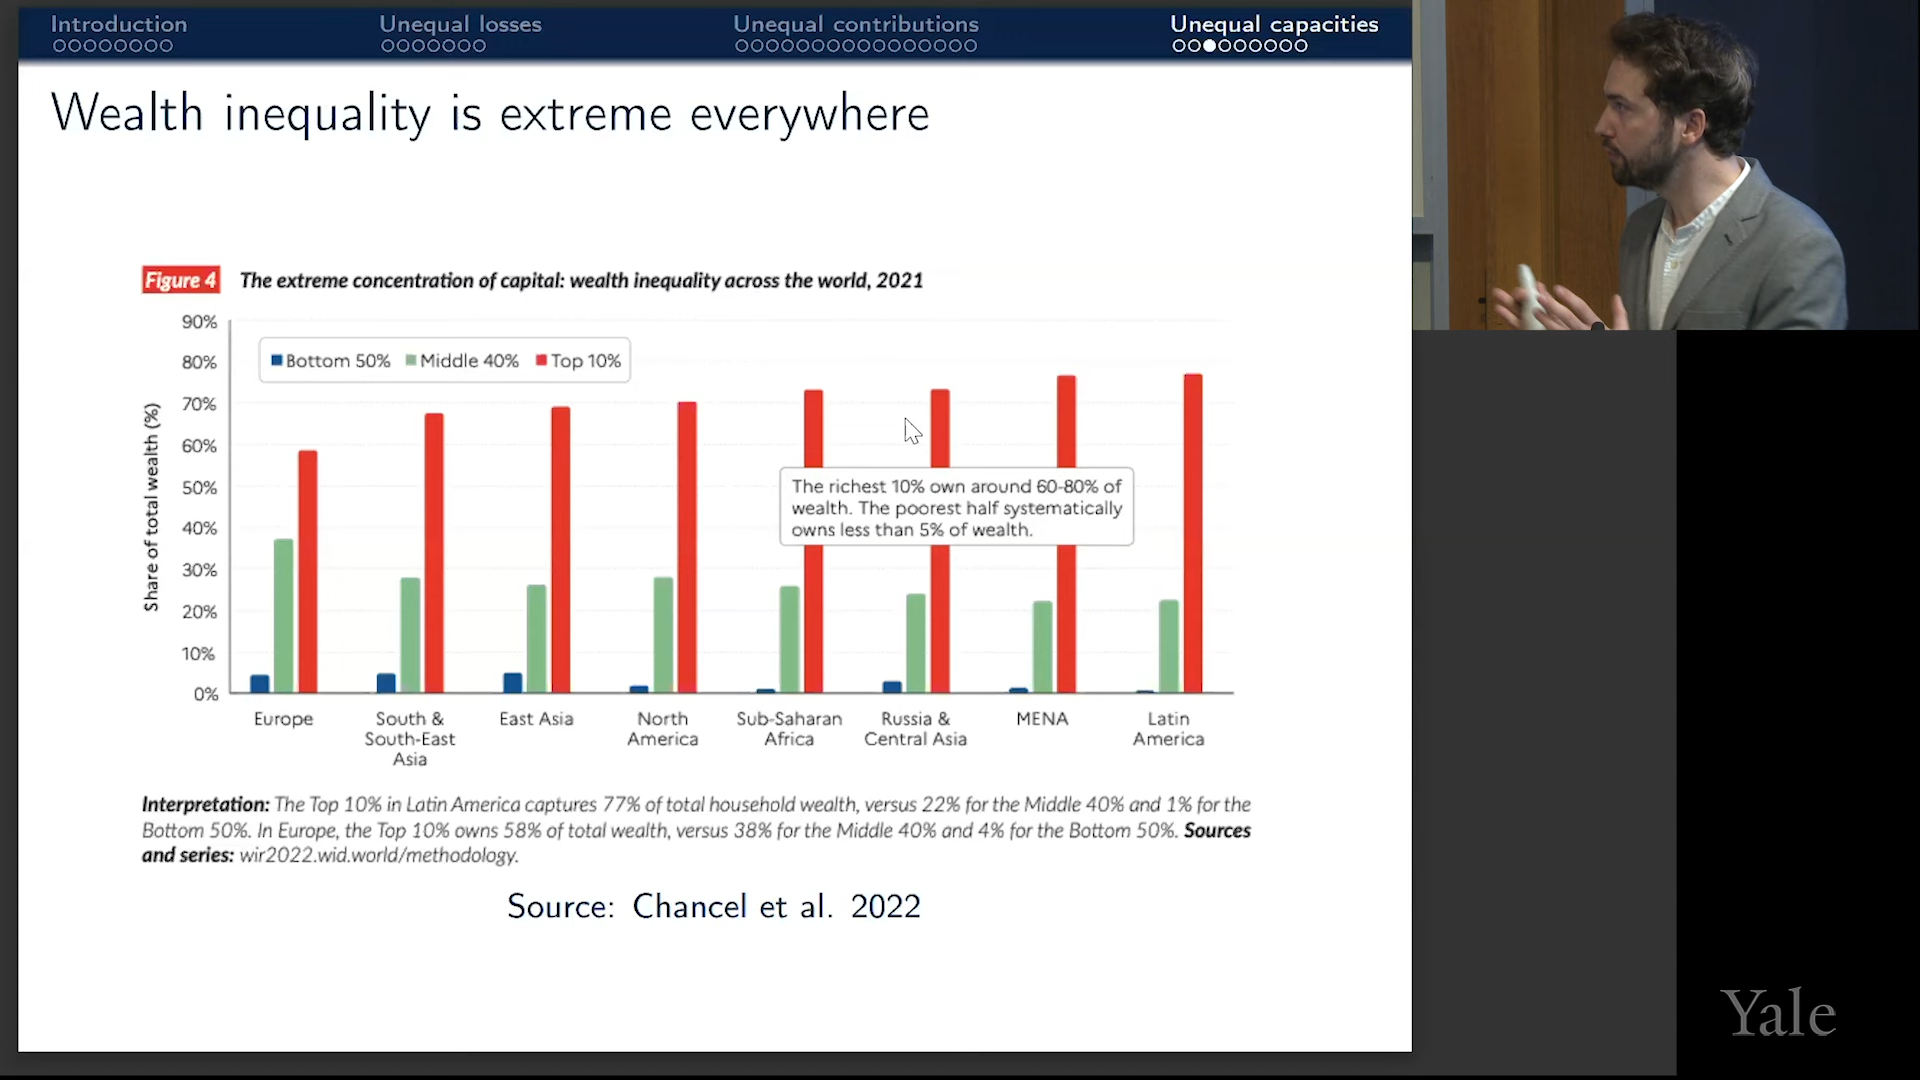 Introduction
Unequal losses
Unequal contributions
Unequal capacities
Wealth inequality is extreme everywhere
Figure 4 The extreme concentration of capital: wealth inequality across the world, 2021
Share of total wealth (%)
90%
80%
70%
60%
50%
40%
30%
20%
10%
0%
Bottom 50% Middle 40% Top 10%
The richest 10% own around 60-80% of
wealth. The poorest half systematically
owns less than 5% of wealth.
Europe
South &
South-East
Asia
East Asia
North
America
Sub-Saharan
Africa
Russia &
Central Asia
MENA
Latin
America
Interpretation: The Top 10% in Latin America captures 77% of total household wealth, versus 22% for the Middle 40% and 1% for the
Bottom 50%. In Europe, the Top 10% owns 58% of total wealth, versus 38% for the Middle 40% and 4% for the Bottom 50%. Sources
and series: wir2022.wid.world/methodology.
Source: Chancel et al. 2022
Yale